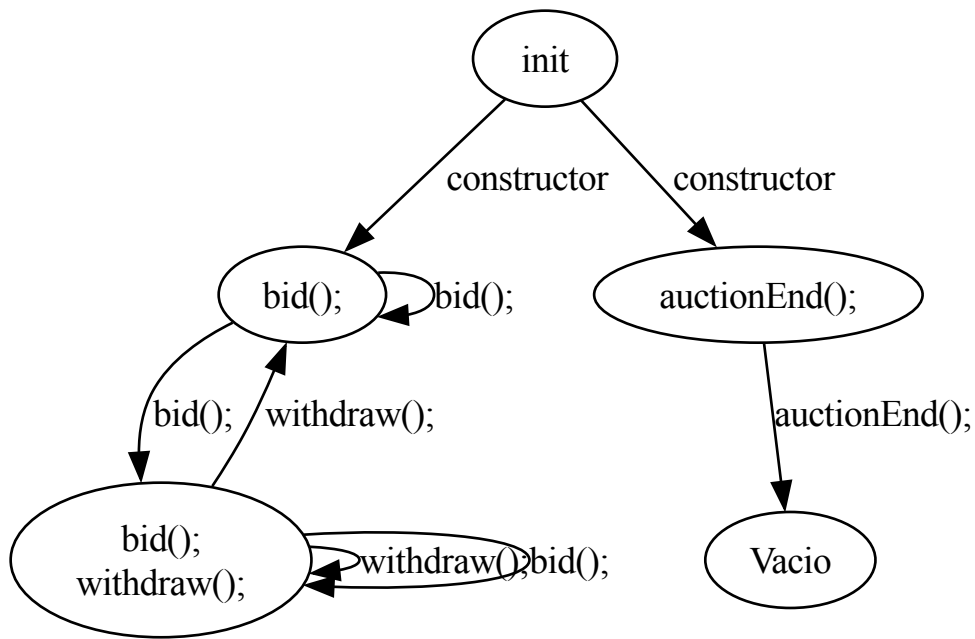 init
constructor
constructor
bid();
bid();
auctionEnd();
bid();
withdraw();
auctionEnd();
bid();
withdraw();
withdraw();
bid();
Vacio